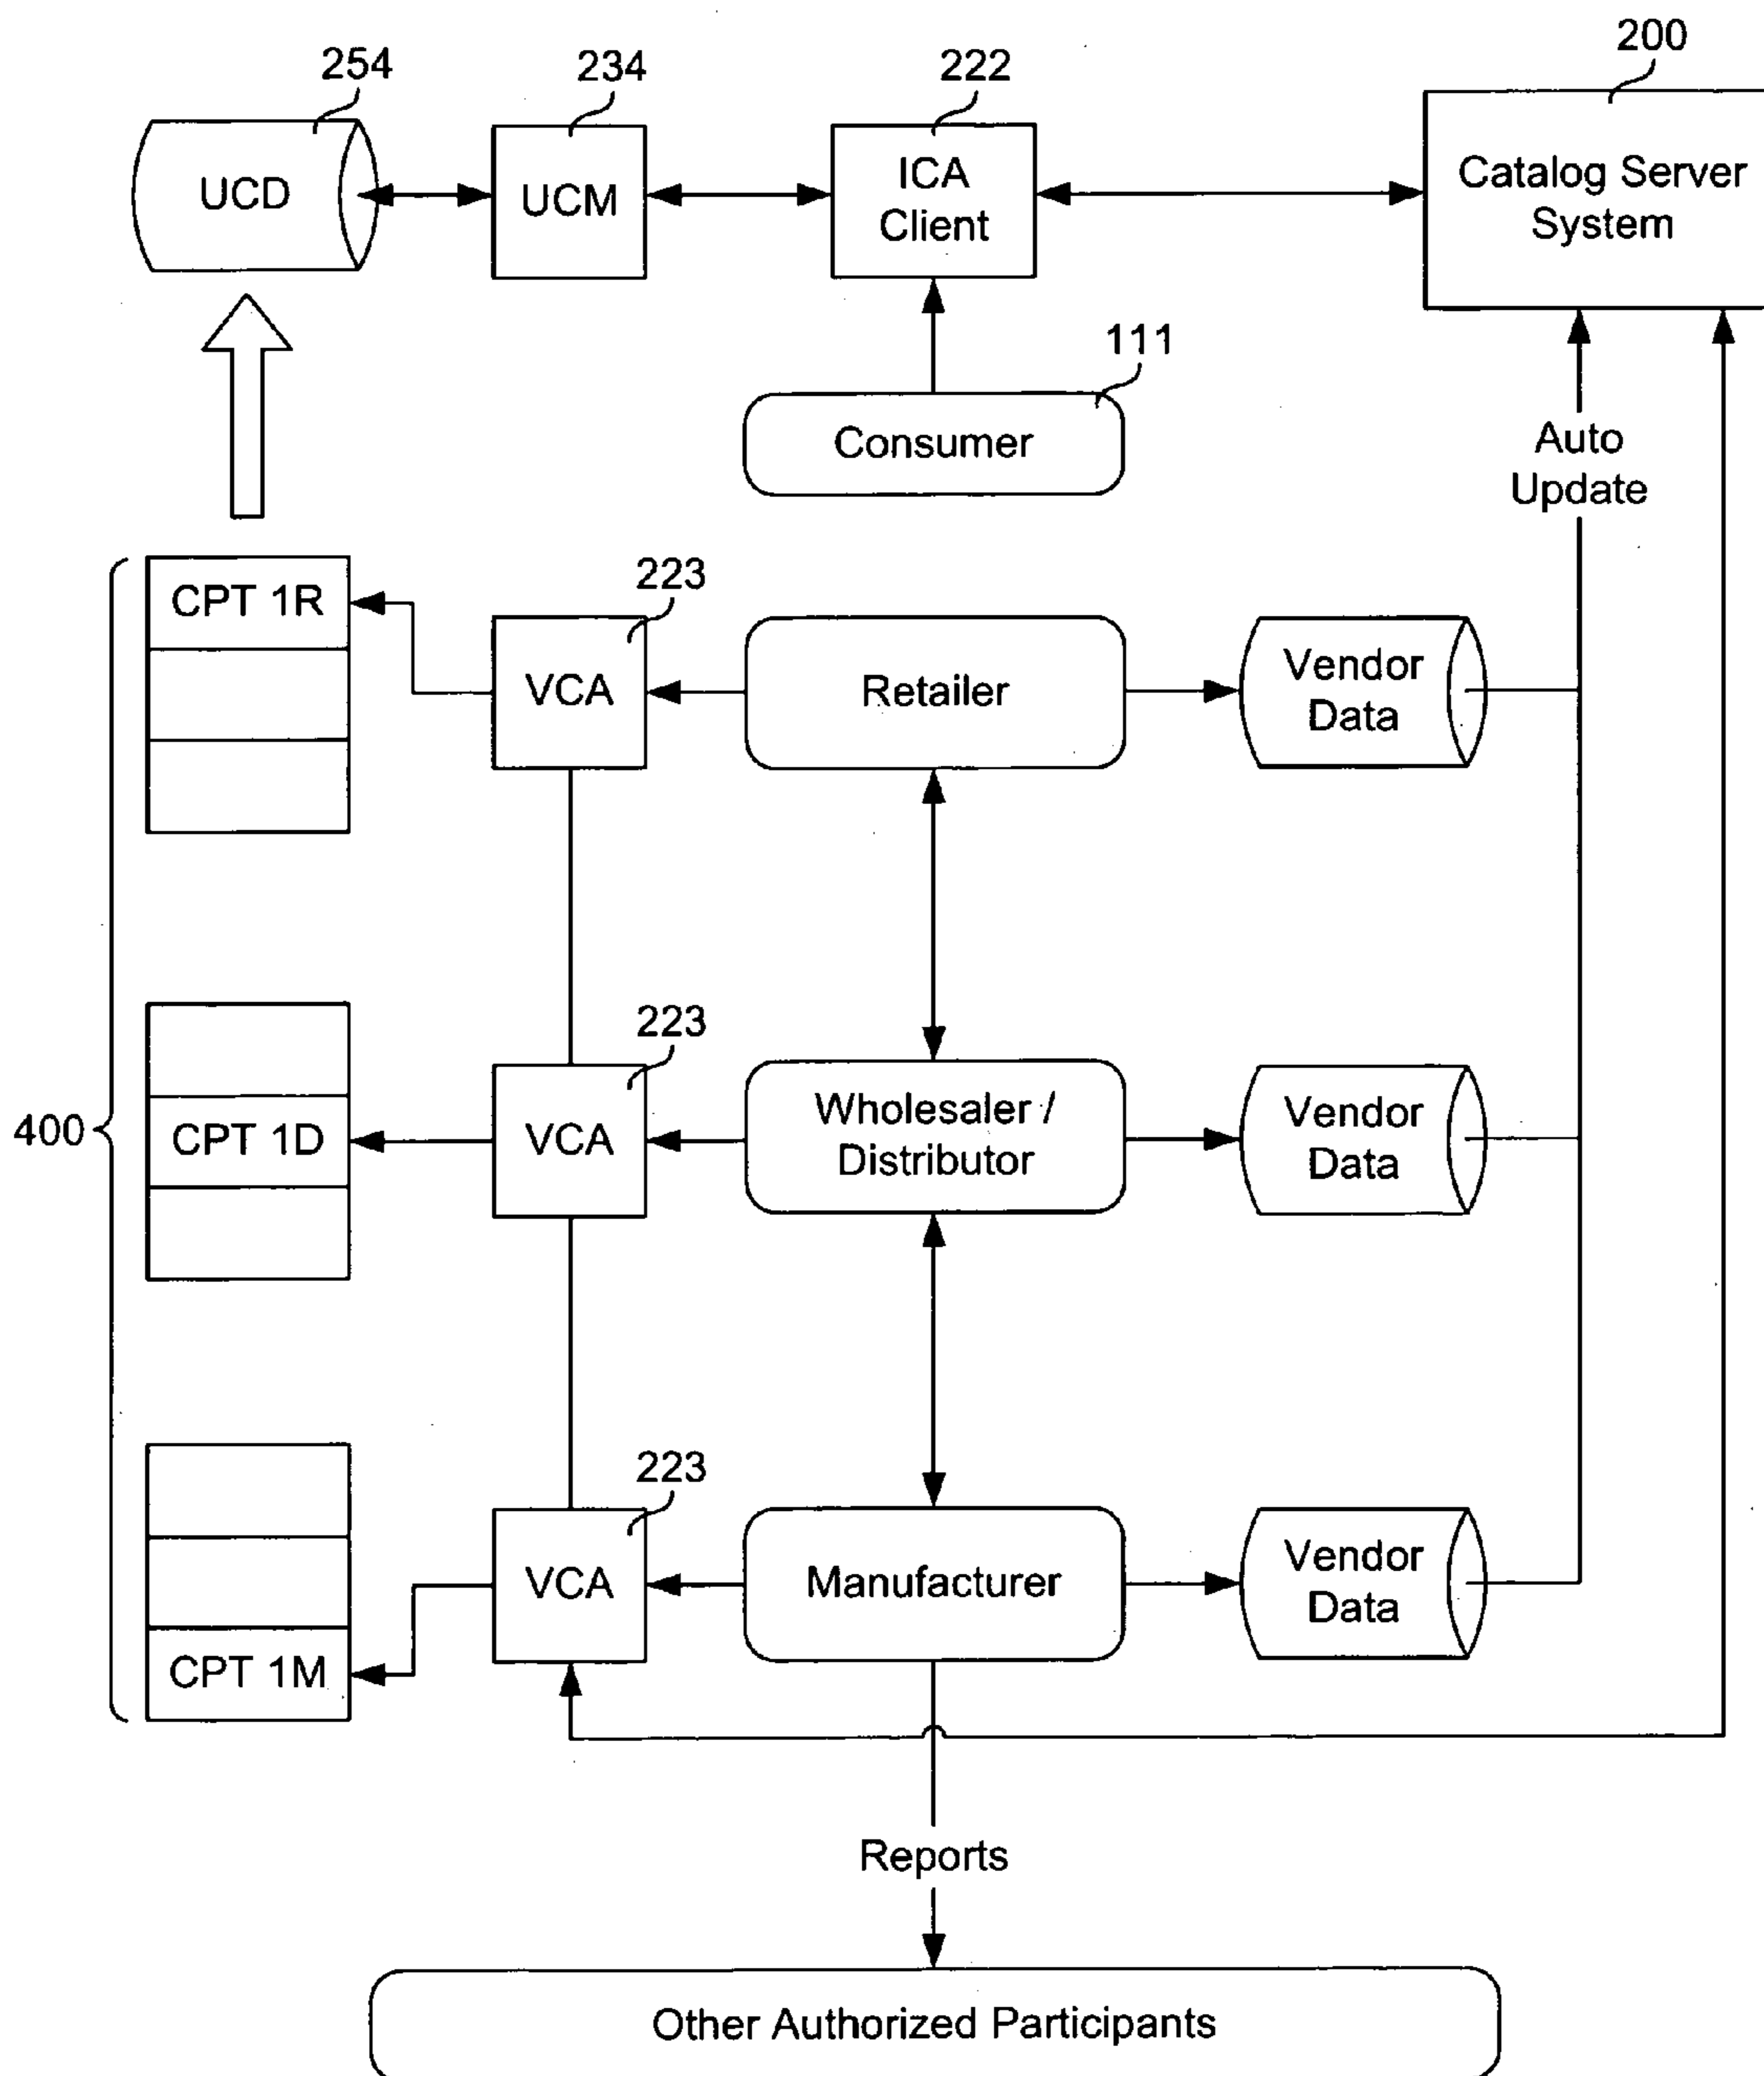 254
234
222
200
UCD
UCM
ICA
Client
Catalog Server
System
111
Consumer
Auto
Update
CPT 1R
223
VCA
Retailer
Vendor
Data
400
223
CPT 1D
VCA
Wholesaler /
Distributor
Vendor
Data
223
VCA
Manufacturer
Vendor
Data
CPT 1M
Reports
Other Authorized Participants